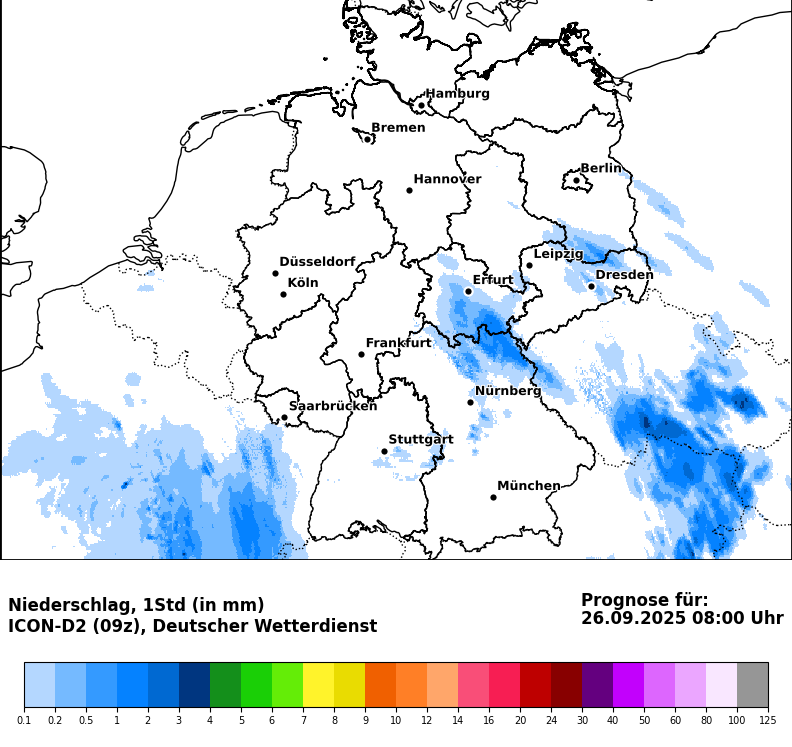 Hamburg
Bremen
Berlin
Hannover
Leipzig
Düsseldorf
Dresden
Erfurt
Köln
Frankfurt
Nürnberg
Saarbrücken
Stuttgart
München
Niederschlag, 1Std (in mm)
ICON-D2 (09z), Deutscher Wetterdienst
Prognose für:
26.09.2025 08:00 Uhr
0.1 0.2 0.5 1 2 3 4 5 6 7 8 9 10 12 14 16 20 24 30 40 50 60 80 100 125